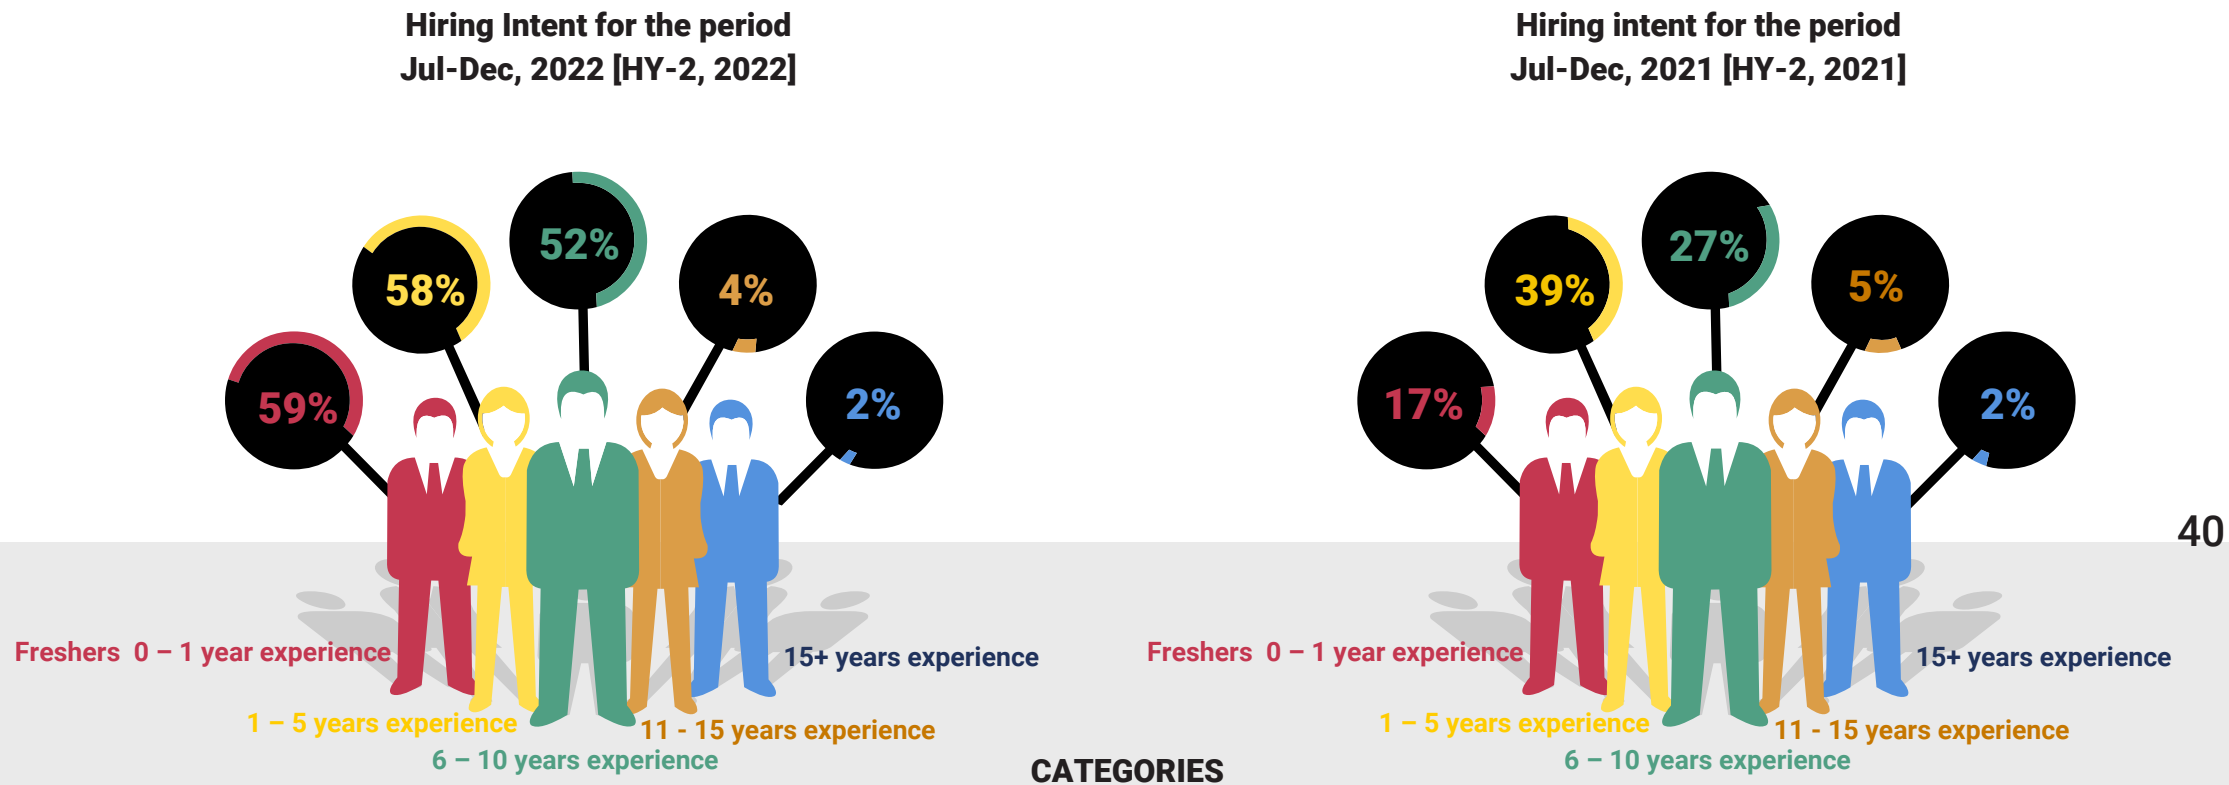 Hiring Intent for the period
Jul-Dec, 2022 [HY-2, 2022]
59%
58%
52%
4%
2%
Freshers 0 – 1 year experience
1 – 5 years experience
6 – 10 years experience
11 - 15 years experience
15+ years experience
Hiring intent for the period
Jul-Dec, 2021 [HY-2, 2021]
17%
39%
27%
5%
2%
Freshers 0 – 1 year experience
1 – 5 years experience
6 – 10 years experience
11 - 15 years experience
15+ years experience
40
CATEGORIES